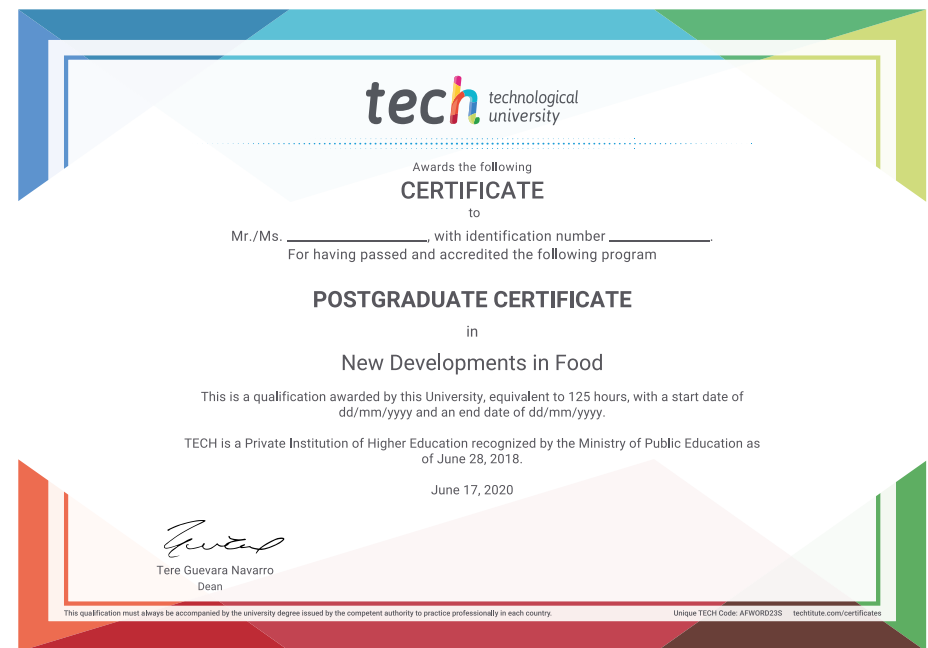 tech technological
university
Awards the following
CERTIFICATE
to
Mr./Ms. ____________________, with identification number ______________.
For having passed and accredited the following program
POSTGRADUATE CERTIFICATE
in
New Developments in Food
This is a qualification awarded by this University, equivalent to 125 hours, with a start date of
dd/mm/yyyy and an end date of dd/mm/yyyy.
TECH is a Private Institution of Higher Education recognized by the Ministry of Public Education as
of June 28, 2018.
June 17, 2020
Tere Guevara Navarro
Dean
This qualification must always be accompanied by the university degree issued by the competent authority to practice professionally in each country. Unique TECH Code: AFWORD23S techtitute.com/certificates